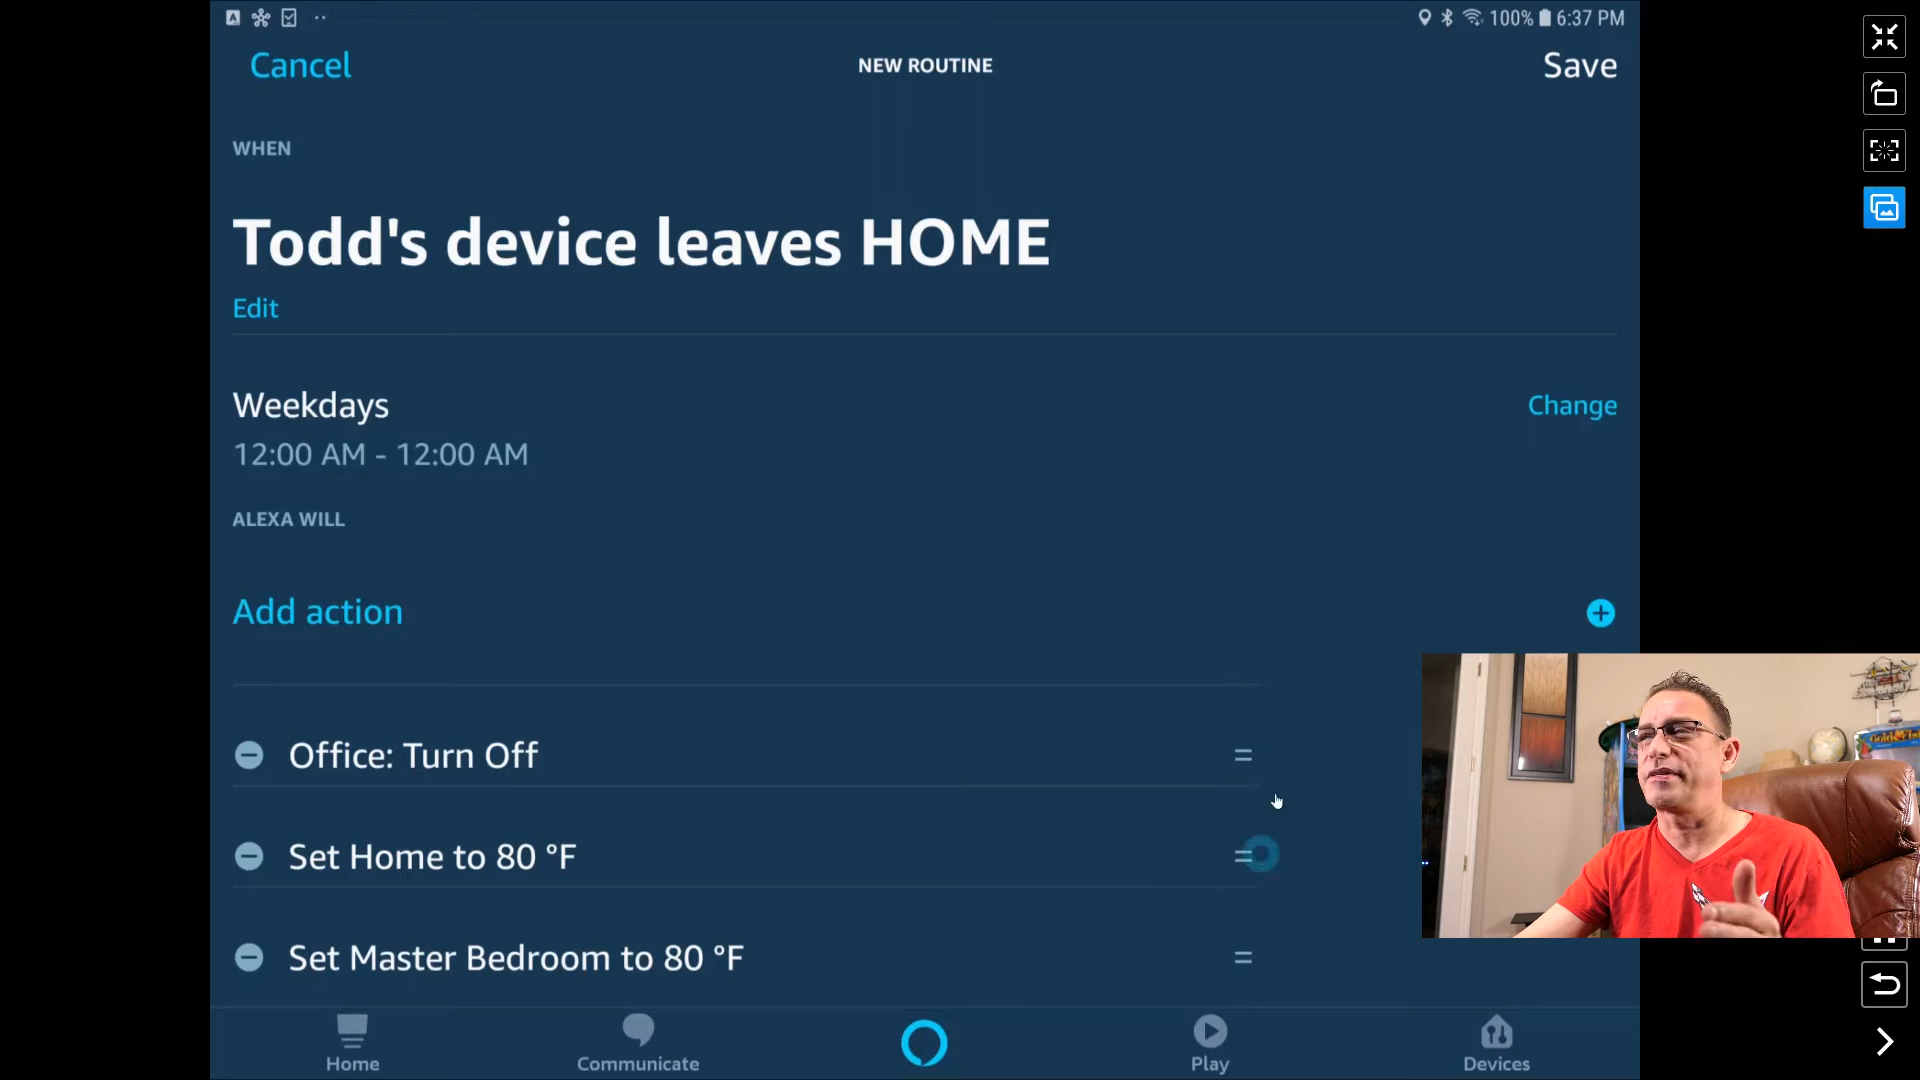 100% 6:37 PM
Cancel
NEW ROUTINE
Save
WHEN
Todd's device leaves HOME
Edit
Weekdays
Change
12:00 AM - 12:00 AM
ALEXA WILL
Add action
Office: Turn Off
Set Home to 80 °F
Set Master Bedroom to 80 °F
Home
Communicate
Play
Devices